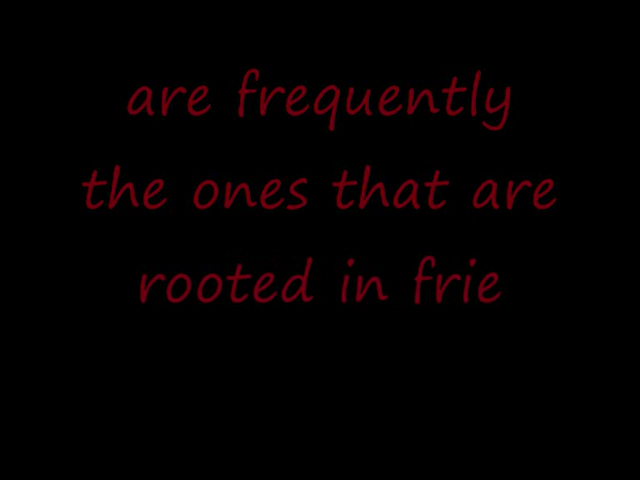 are frequently
the ones that are
rooted in frie